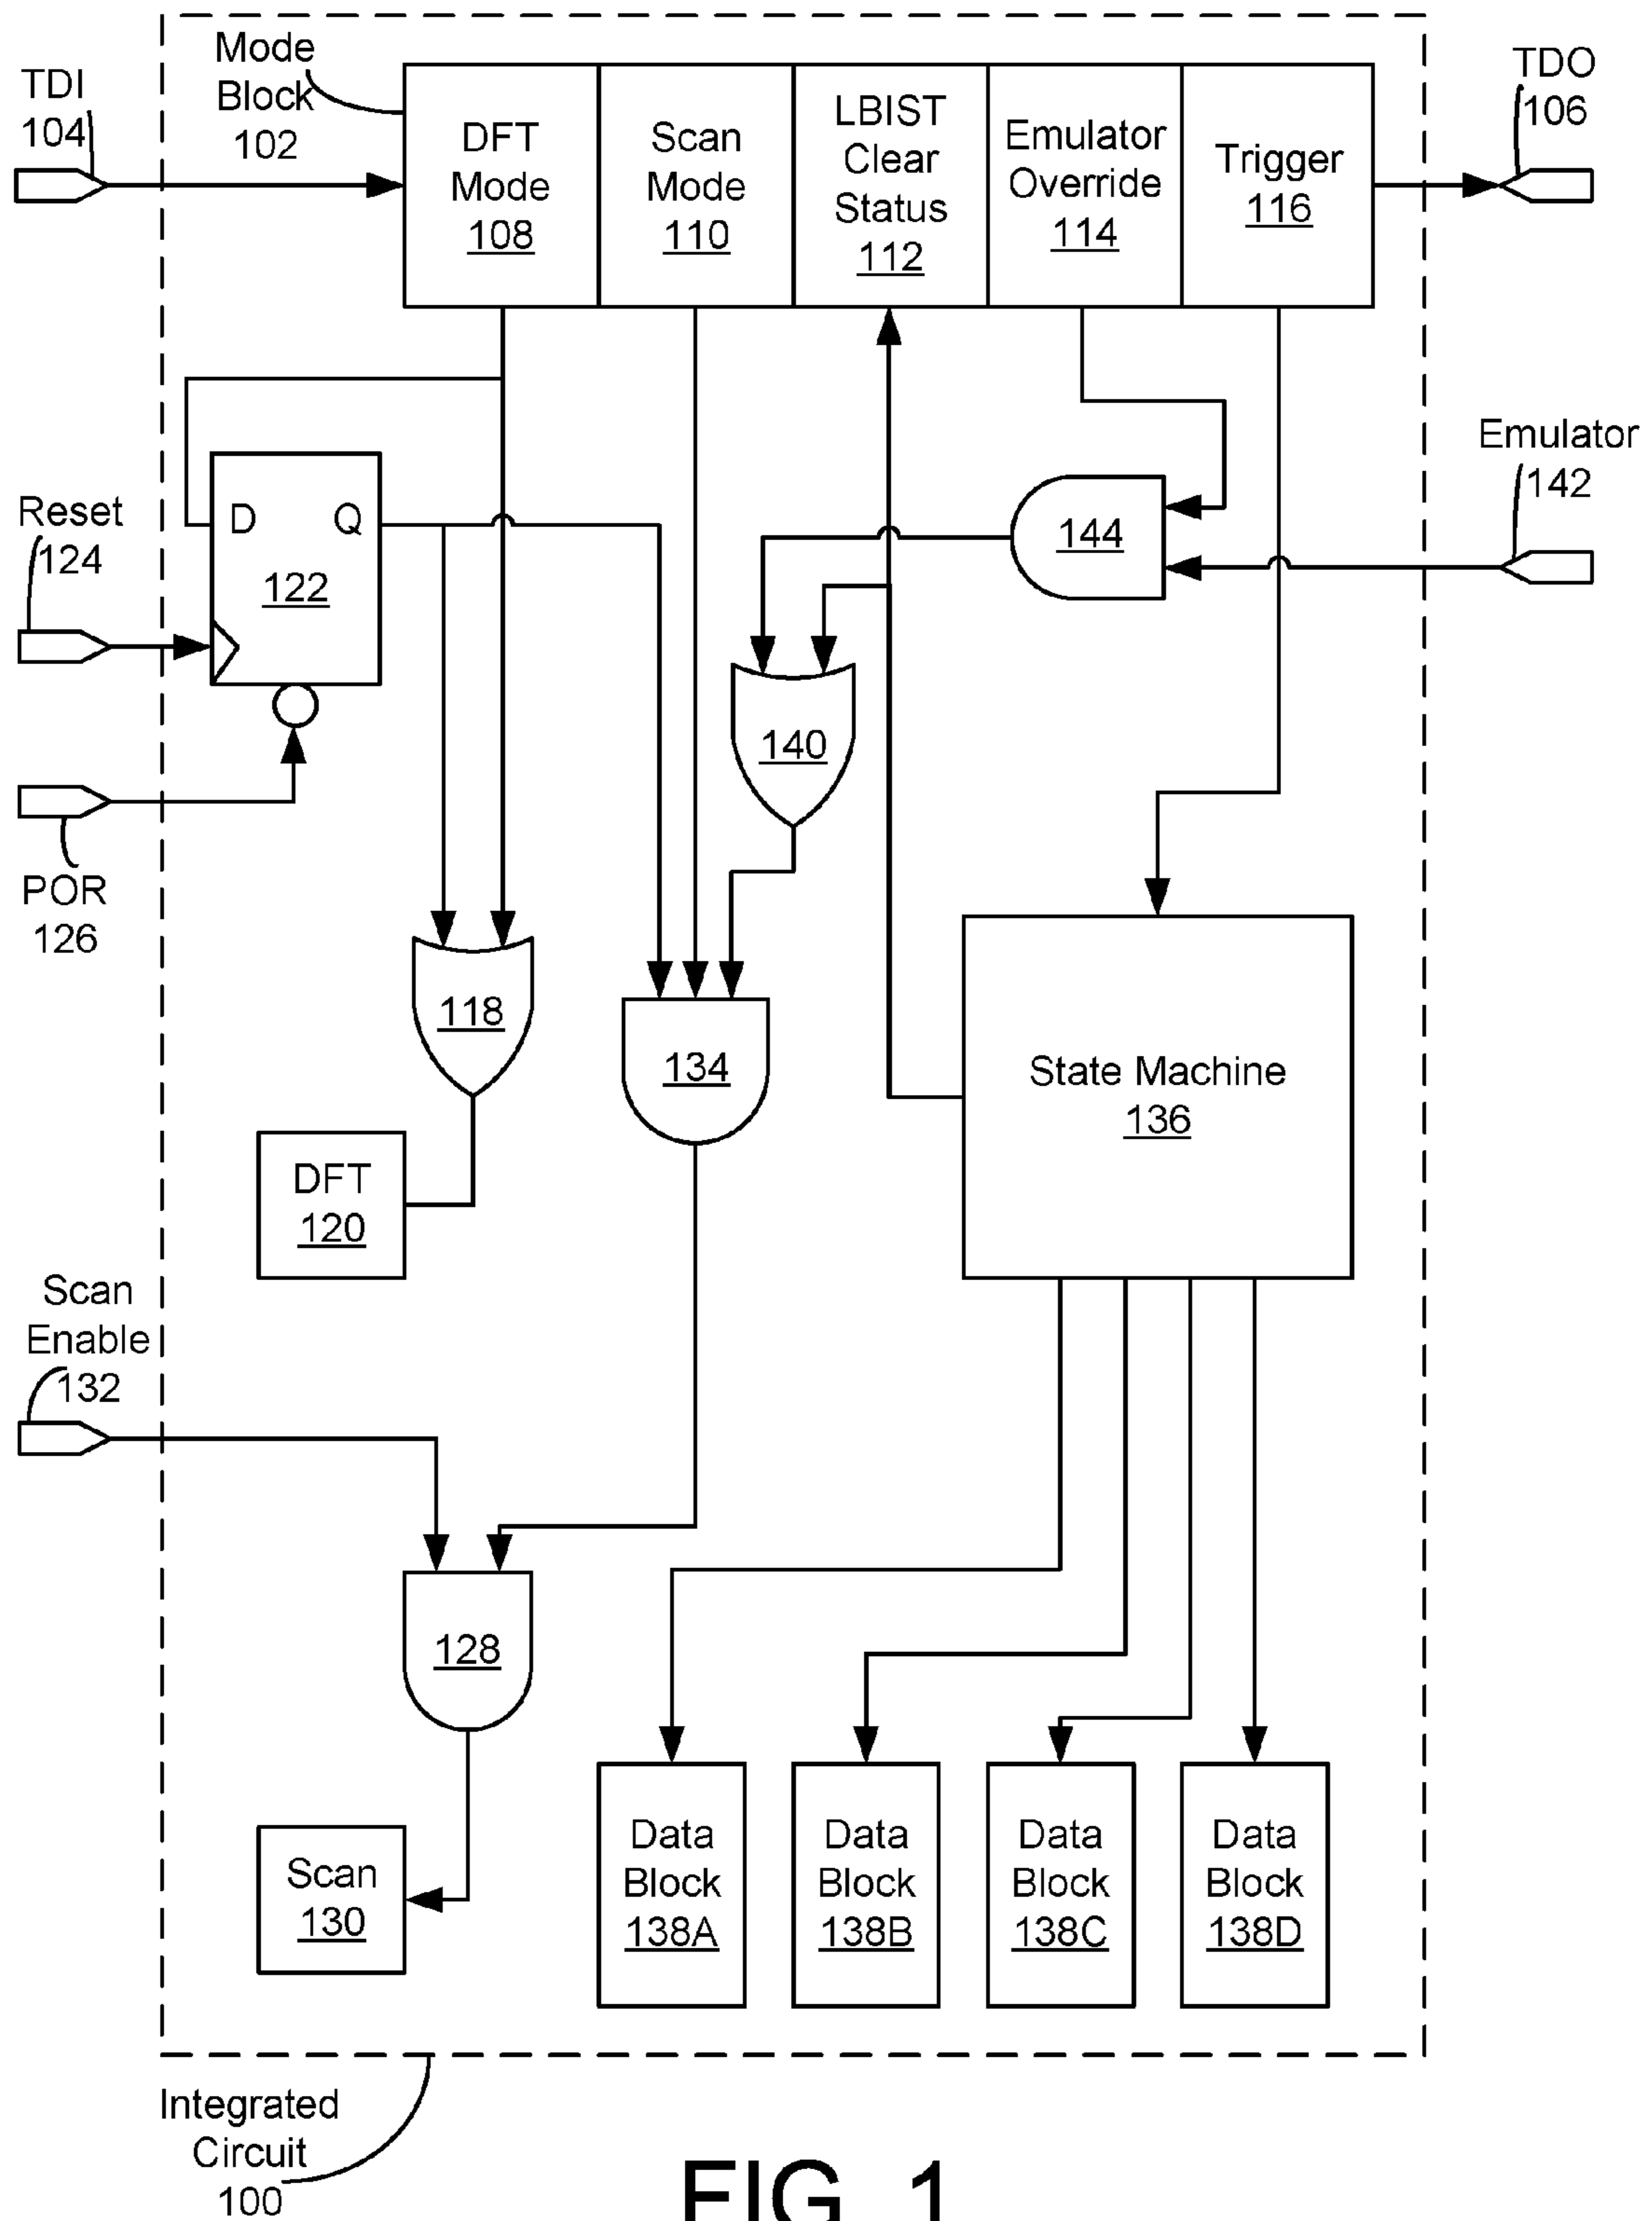 Mode
Block
102
TDI
104
DFT
Mode
108
Scan
Mode
110
LBIST
Clear
Status
112
Emulator
Override
114
Trigger
116
TDO
106
Reset
124
D
Q
122
144
Emulator
142
140
POR
126
118
134
State Machine
136
DFT
120
Scan
Enable
132
128
Scan
130
Data
Block
138A
Data
Block
138B
Data
Block
138C
Data
Block
138D
Integrated
Circuit
100
FIG. 1